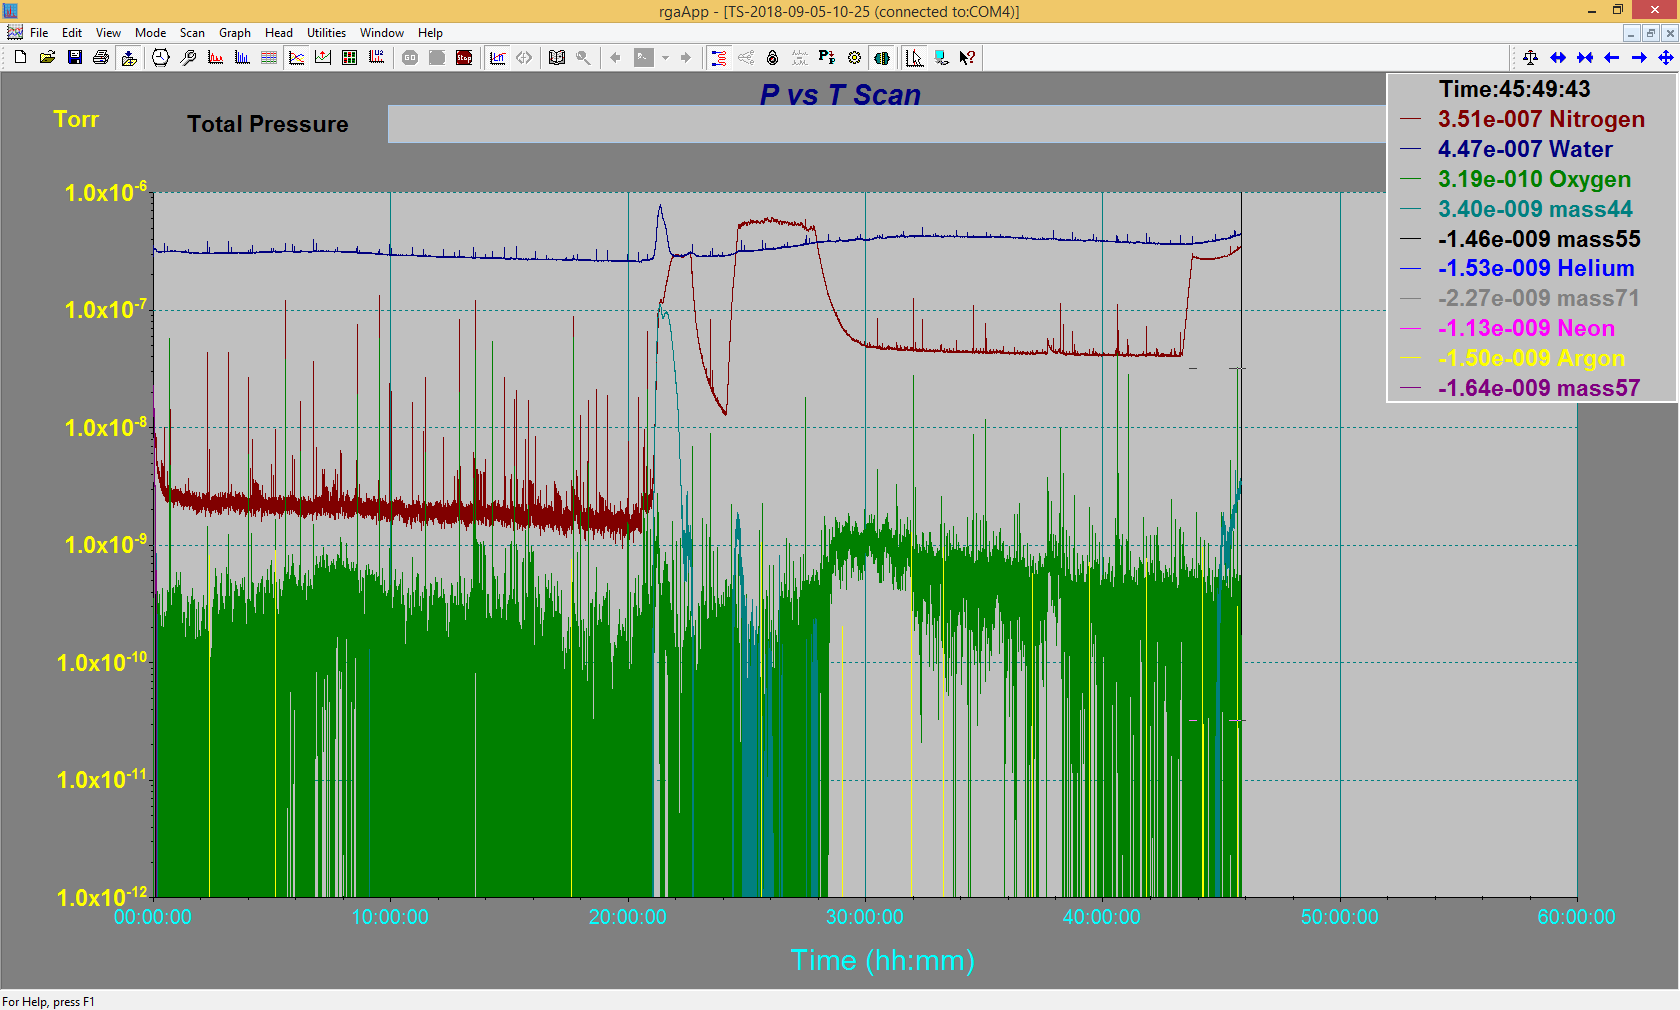 rgaApp - [TS-2018-09-05-10-25 (connected to:COM4)]
File Edit View Mode Scan Graph Head Utilities Window Help
P vs T Scan
Torr
Total Pressure
Time:45:49:43
3.51e-007 Nitrogen
4.47e-007 Water
3.19e-010 Oxygen
3.40e-009 mass44
-1.46e-009 mass55
-1.53e-009 Helium
-2.27e-009 mass71
-1.13e-009 Neon
-1.50e-009 Argon
-1.64e-009 mass57
1.0x10-6
1.0x10-7
1.0x10-8
1.0x10-9
1.0x10-10
1.0x10-11
1.0x10-12
00:00:00 10:00:00 20:00:00 30:00:00 40:00:00 50:00:00 60:00:00
Time (hh:mm)
For Help, press F1